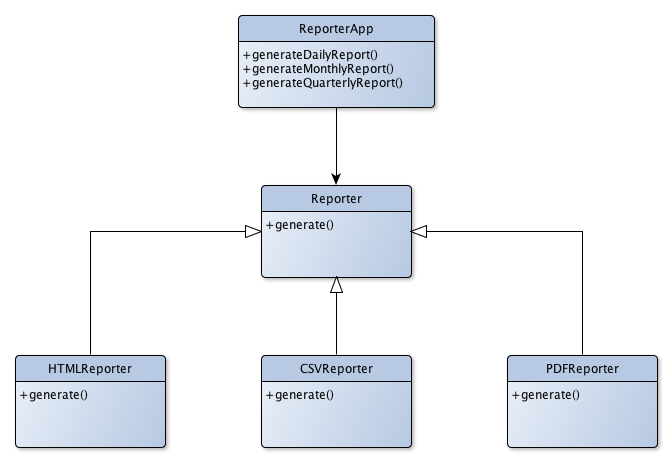 ReporterApp
+generateDailyReport()
+generateMonthlyReport()
+generateQuarterlyReport()
Reporter
+generate()
HTMLReporter
+generate()
CSVReporter
+generate()
PDFReporter
+generate()